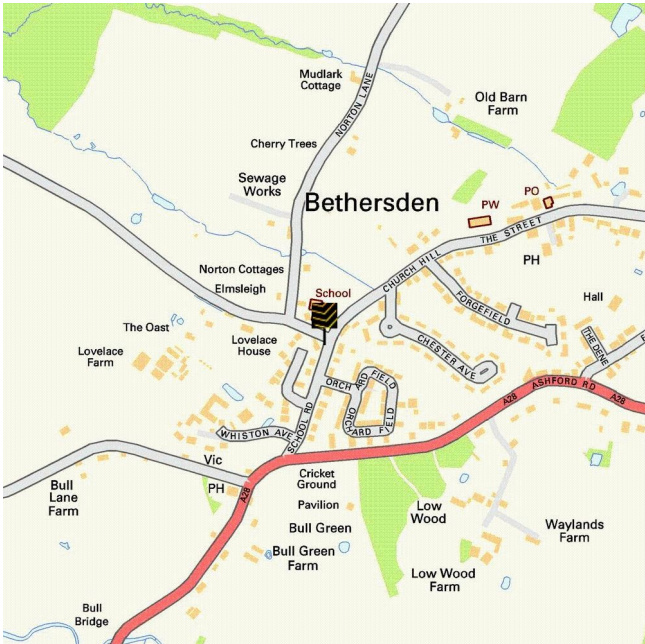 Mudlark
Cottage
NORTON LANE
Old Barn
Farm
Cherry Trees
Sewage
Works
Bethersden
PW
PO
THE STREET
PH
CHURCH HILL
Norton Cottages
Elmsleigh
School
FORGEFIELD
Hall
The Oast
Lovelace
House
Lovelace
Farm
CHESTER AVE
THE DENE
ORCHARD FIELD
ORCHARD FIELD
ASHFORD RD
A28
A28
SCHOOL RD
WHISTON AVE
Vic
PH
A28
Cricket
Ground
Pavilion
Bull
Lane
Farm
Low
Wood
Bull Green
Bull Green
Farm
Waylands
Farm
Low Wood
Farm
Bull
Bridge